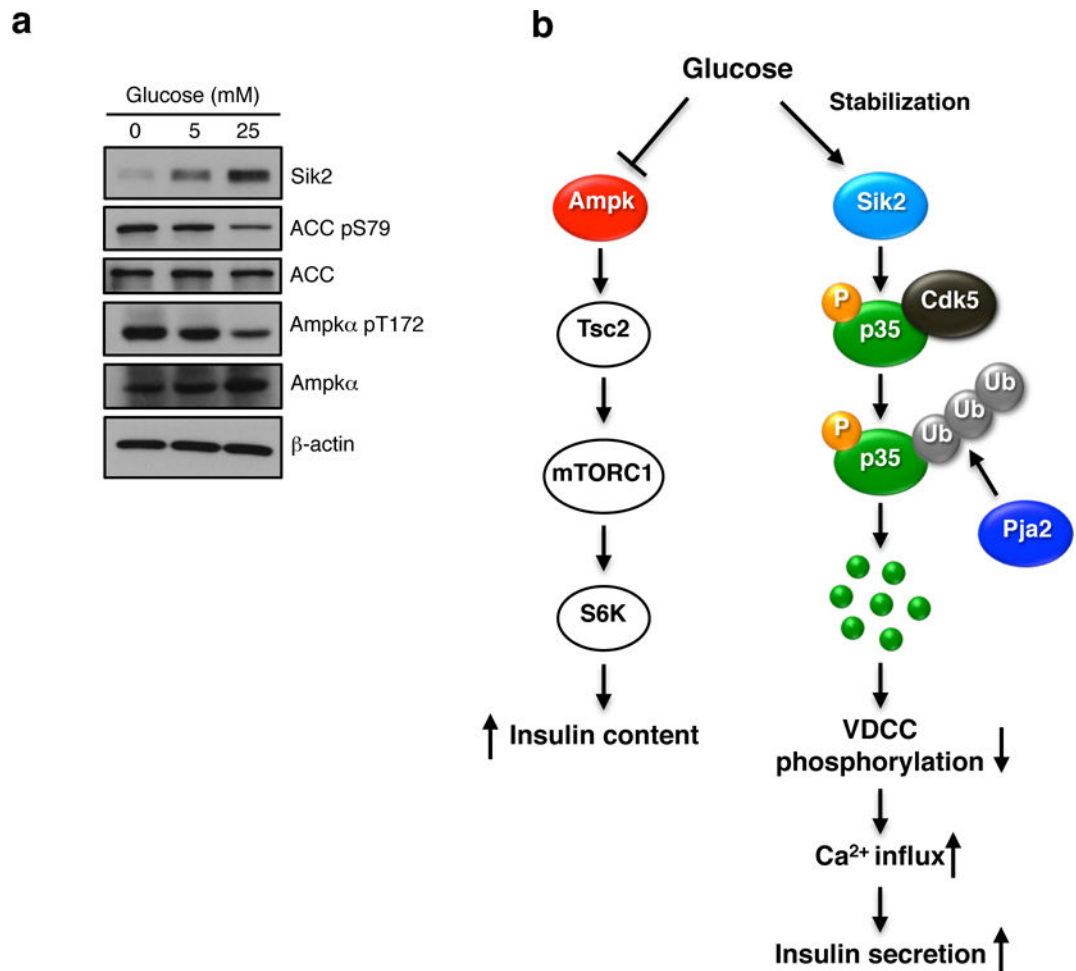 a
Glucose (mM)
0 5 25
Sik2
ACC pS79
ACC
Ampkα pT172
Ampkα
β-actin
b
Glucose
Stabilization
Ampk
Tsc2
mTORC1
S6K
Insulin content
Sik2
P
p35
Cdk5
P
p35
Ub
Ub
Ub
Pja2
VDCC
phosphorylation
Ca²⁺ influx
Insulin secretion